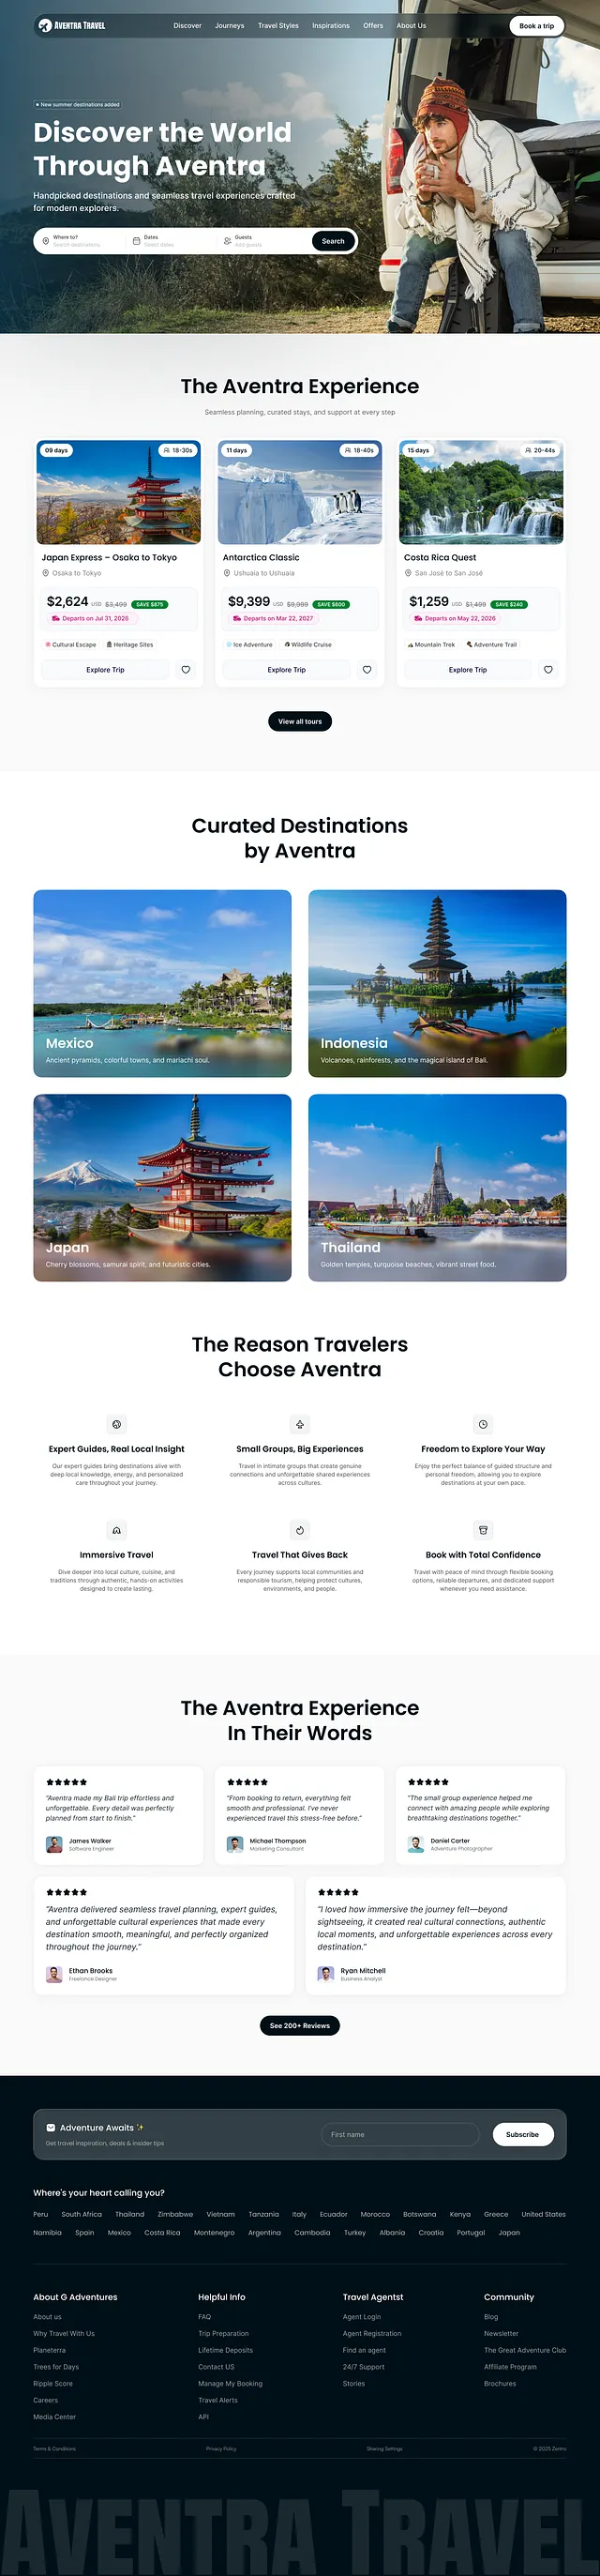 AVENTRA TRAVEL
Discover Journeys Travel Styles Inspirations Offers About Us
Book a trip
New summer destinations added
Discover the World
Through Aventra
Handpicked destinations and seamless travel experiences crafted
for modern explorers.
Where to?
Search destinations
Dates
Select dates
Guests
Add guests
Search
The Aventra Experience
Seamless planning, curated stays, and support at every step
09 days
18-30s
Japan Express – Osaka to Tokyo
Osaka to Tokyo
$2,624 USD $3,499 SAVE $875
Departs on Jul 31, 2026
Cultural Escape Heritage Sites
Explore Trip
11 days
18-40s
Antarctica Classic
Ushuaia to Ushuaia
$9,399 USD $9,999 SAVE $600
Departs on Mar 22, 2027
Ice Adventure Wildlife Cruise
Explore Trip
15 days
20-44s
Costa Rica Quest
San José to San José
$1,259 USD $1,499 SAVE $240
Departs on May 22, 2026
Mountain Trek Adventure Trail
Explore Trip
View all tours
Curated Destinations
by Aventra
Mexico
Ancient pyramids, colorful towns, and mariachi soul.
Indonesia
Volcanoes, rainforests, and the magical island of Bali.
Japan
Cherry blossoms, samurai spirit, and futuristic cities.
Thailand
Golden temples, turquoise beaches, vibrant street food.
The Reason Travelers
Choose Aventra
Expert Guides, Real Local Insight
Our expert guides bring destinations alive with
deep local knowledge, energy, and personalized
care throughout your journey.
Small Groups, Big Experiences
Travel in intimate groups that create genuine
connections and unforgettable shared experiences
across cultures.
Freedom to Explore Your Way
Enjoy the perfect balance of guided structure and
personal freedom, allowing you to explore
destinations at your own pace.
Immersive Travel
Dive deeper into local culture, cuisine, and
traditions through authentic, hands-on activities
designed to create lasting.
Travel That Gives Back
Every journey supports local communities and
responsible tourism, helping protect cultures,
environments, and people.
Book with Total Confidence
Travel with peace of mind through flexible booking
options, reliable departures, and dedicated support
whenever you need assistance.
The Aventra Experience
In Their Words
"Aventra made my Bali trip effortless and
unforgettable. Every detail was perfectly
planned from start to finish."
James Walker
Software Engineer
"From booking to return, everything felt
smooth and professional. I've never
experienced travel this stress-free before."
Michael Thompson
Marketing Consultant
"The small group experience helped me
connect with amazing people while exploring
breathtaking destinations together."
Daniel Carter
Adventure Photographer
"Aventra delivered seamless travel planning, expert guides,
and unforgettable cultural experiences that made every
destination smooth, meaningful, and perfectly organized
throughout the journey."
Ethan Brooks
Freelance Designer
"I loved how immersive the journey felt—beyond
sightseeing, it created real cultural connections, authentic
local moments, and unforgettable experiences across every
destination."
Ryan Mitchell
Business Analyst
See 200+ Reviews
Adventure Awaits
Get travel inspiration, deals & insider tips
First name
Subscribe
Where's your heart calling you?
Peru South Africa Thailand Zimbabwe Vietnam Tanzania Italy Ecuador Morocco Botswana Kenya Greece United States
Namibia Spain Mexico Costa Rica Montenegro Argentina Cambodia Turkey Albania Croatia Portugal Japan
About G Adventures
About us
Why Travel With Us
Planeterra
Trees for Days
Ripple Score
Careers
Media Center
Helpful Info
FAQ
Trip Preparation
Lifetime Deposits
Contact US
Manage My Booking
Travel Alerts
API
Travel Agentst
Agent Login
Agent Registration
Find an agent
24/7 Support
Stories
Community
Blog
Newsletter
The Great Adventure Club
Affiliate Program
Brochures
Terms & Conditions
Privacy Policy
Sharing Settings
© 2025
AVENTRA TRAVEL